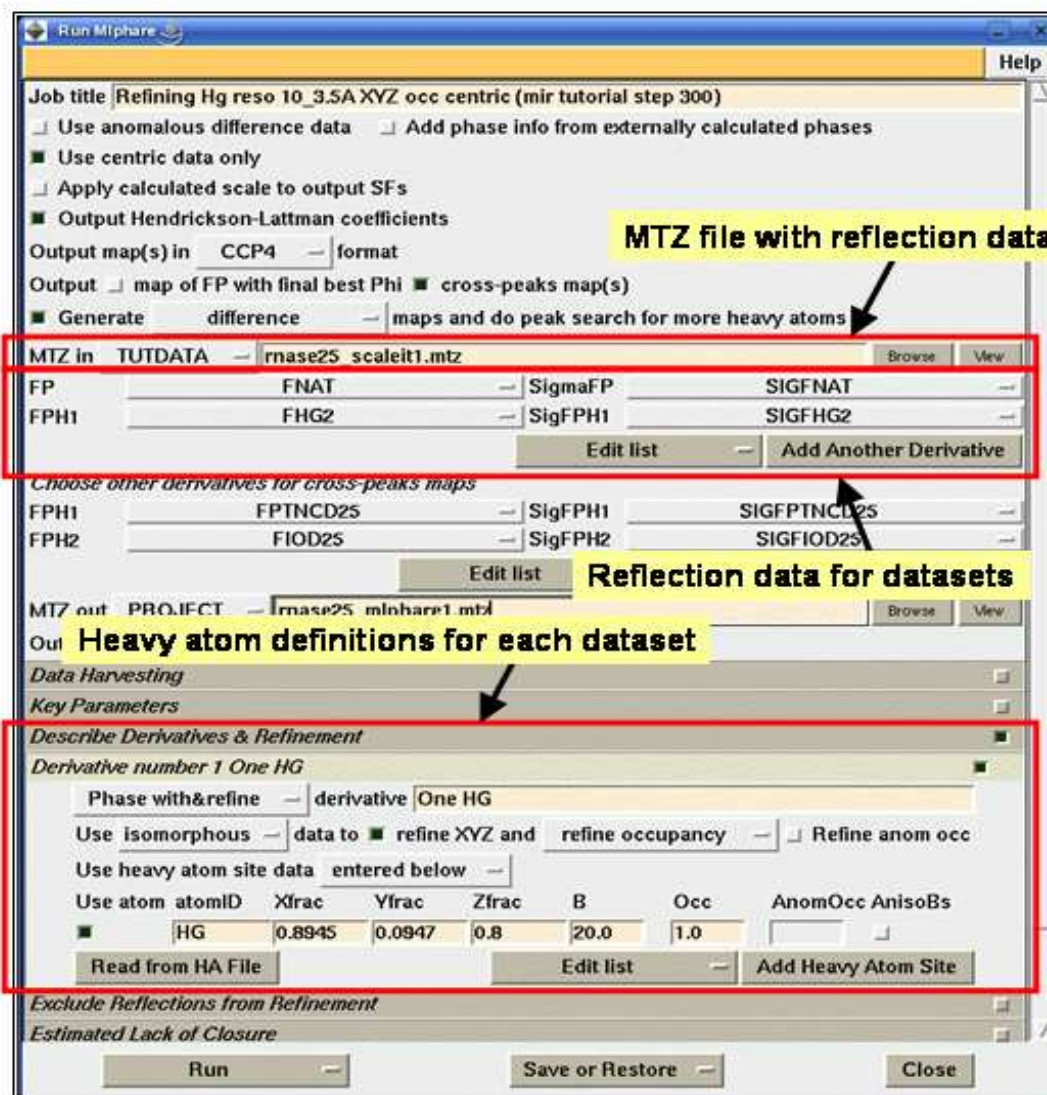 Run Mlphare
Help
Job title Refining Hg reso 10_3.5A XYZ occ centric (mir tutorial step 300)
Use anomalous difference data Add phase info from externally calculated phases
Use centric data only
Apply calculated scale to output SFs
Output Hendrickson-Lattman coefficients
MTZ file with reflection data
Output map(s) in CCP4 format
Output map of FP with final best Phi cross-peaks map(s)
Generate difference maps and do peak search for more heavy atoms
MTZ in TUTDATA rnase25_scaleit1.mtz Browse View
FP FNAT SigmaFP SIGFNAT
FPH1 FHG2 SigFPH1 SIGFHG2
Edit list Add Another Derivative
Choose other derivatives for cross-peaks maps
FPH1 FPTNCD25 SigFPH1 SIGFPTNCD25
FPH2 FIOD25 SigFPH2 SIGFIOD25
Edit list
Reflection data for datasets
MTZ out PROJECT rnase25_mlphare1.mtz Browse View
Heavy atom definitions for each dataset
Data Harvesting
Key Parameters
Describe Derivatives & Refinement
Derivative number 1 One HG
Phase with&refine derivative One HG
Use isomorphous data to refine XYZ and refine occupancy Refine anom occ
Use heavy atom site data entered below
Use atom atomID Xfrac Yfrac Zfrac B Occ AnomOcc AnisoBs
HG 0.8945 0.0947 0.8 20.0 1.0
Read from HA File Edit list Add Heavy Atom Site
Exclude Reflections from Refinement
Estimated Lack of Closure
Run Save or Restore Close